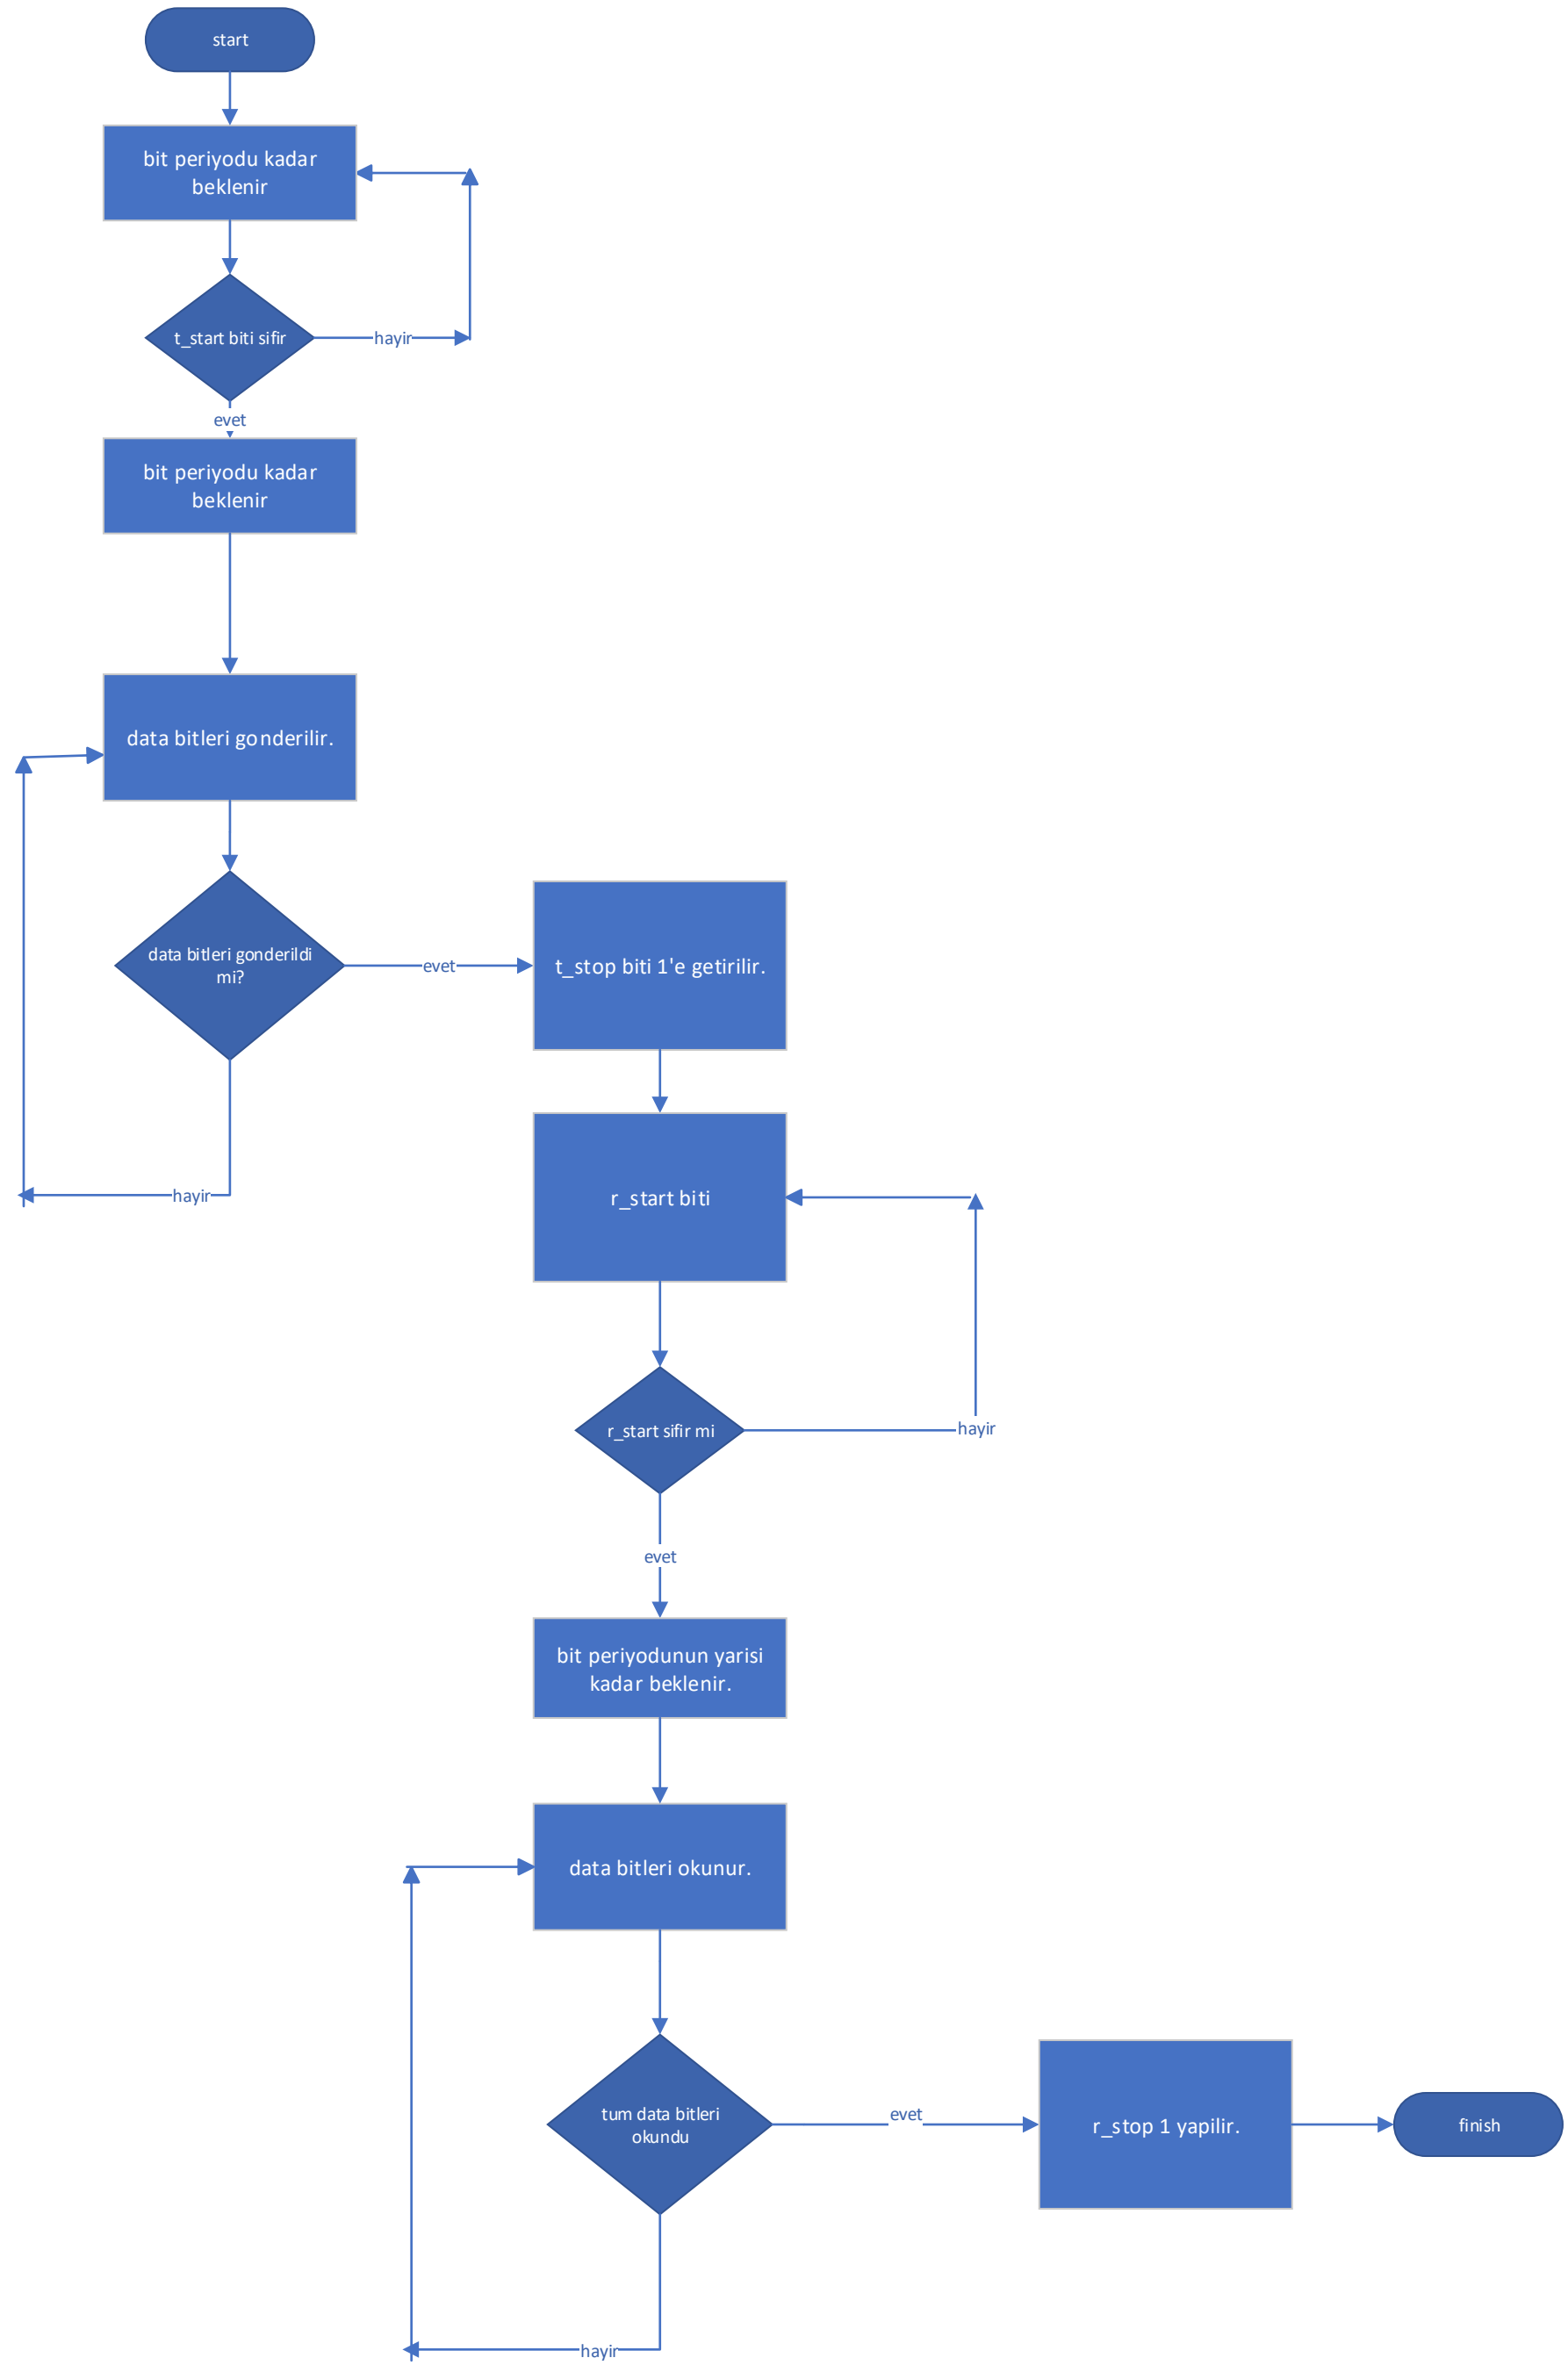 start
bit periyodu kadar
beklenir
t_start biti sifir
hayir
evet
bit periyodu kadar
beklenir
data bitleri gonderilir.
data bitleri gonderildi
mi?
evet
t_stop biti 1'e getirilir.
hayir
r_start biti
r_start sifir mi
hayir
evet
bit periyodunun yarisi
kadar beklenir.
data bitleri okunur.
tum data bitleri
okundu
evet
r_stop 1 yapilir.
finish
hayir